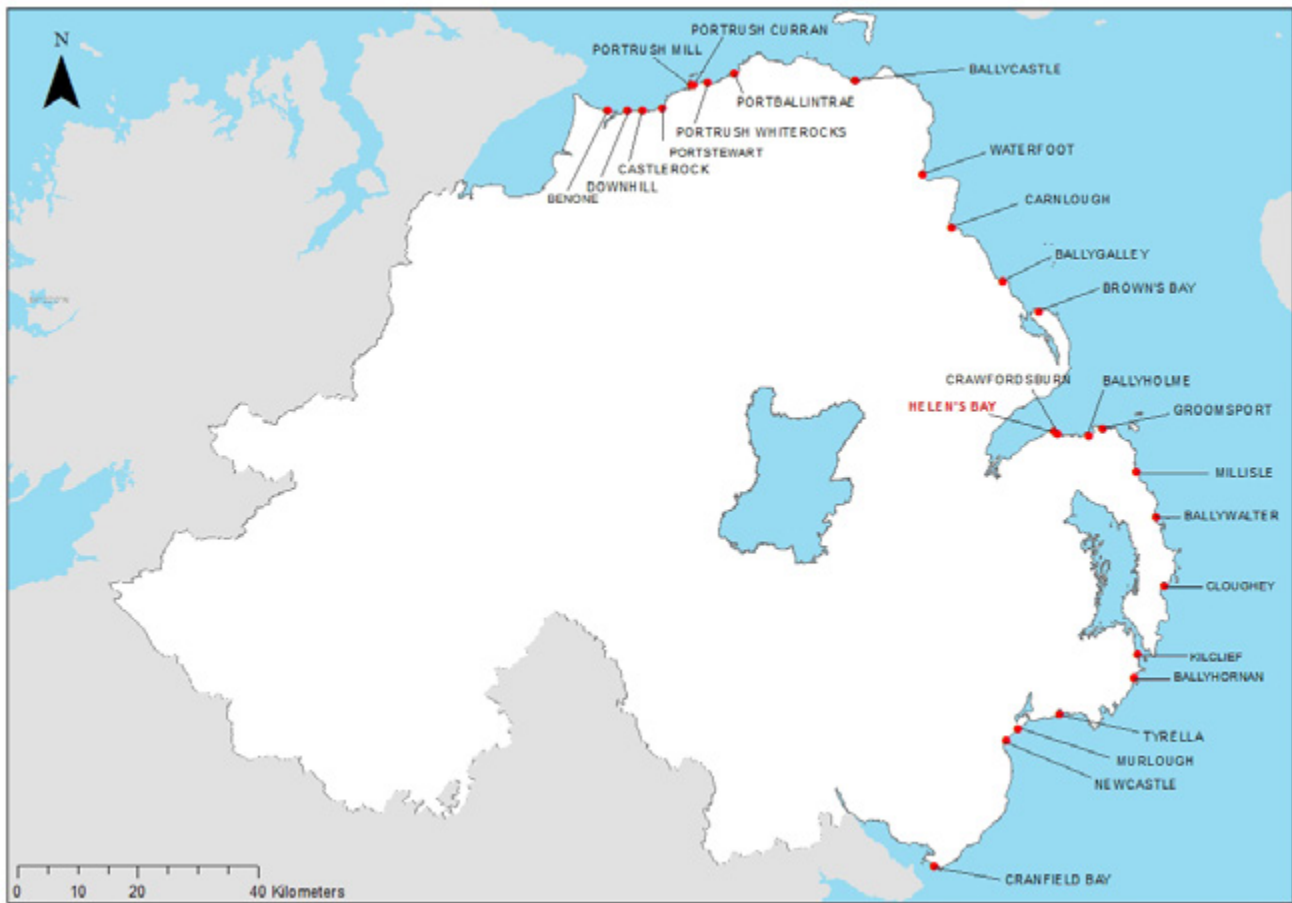 N
PORTRUSH CURRAN
PORTRUSH MILL
BALLYCASTLE
PORTBALLINTRAE
PORTRUSH WHITEROCKS
PORTSTEWART
CASTLEROCK
DOWNHILL
BENONE
WATERFOOT
CARNLOUGH
BALLYGALLEY
BROWN'S BAY
CRAWFORDSBURN
BALLYHOLME
HELEN'S BAY
GROOMSPORT
MILLISLE
BALLYWALTER
CLOUGHEY
KILCLIEF
BALLYHORNAN
TYRELLA
MURLOUGH
NEWCASTLE
CRANFIELD BAY
0 10 20 40 Kilometers